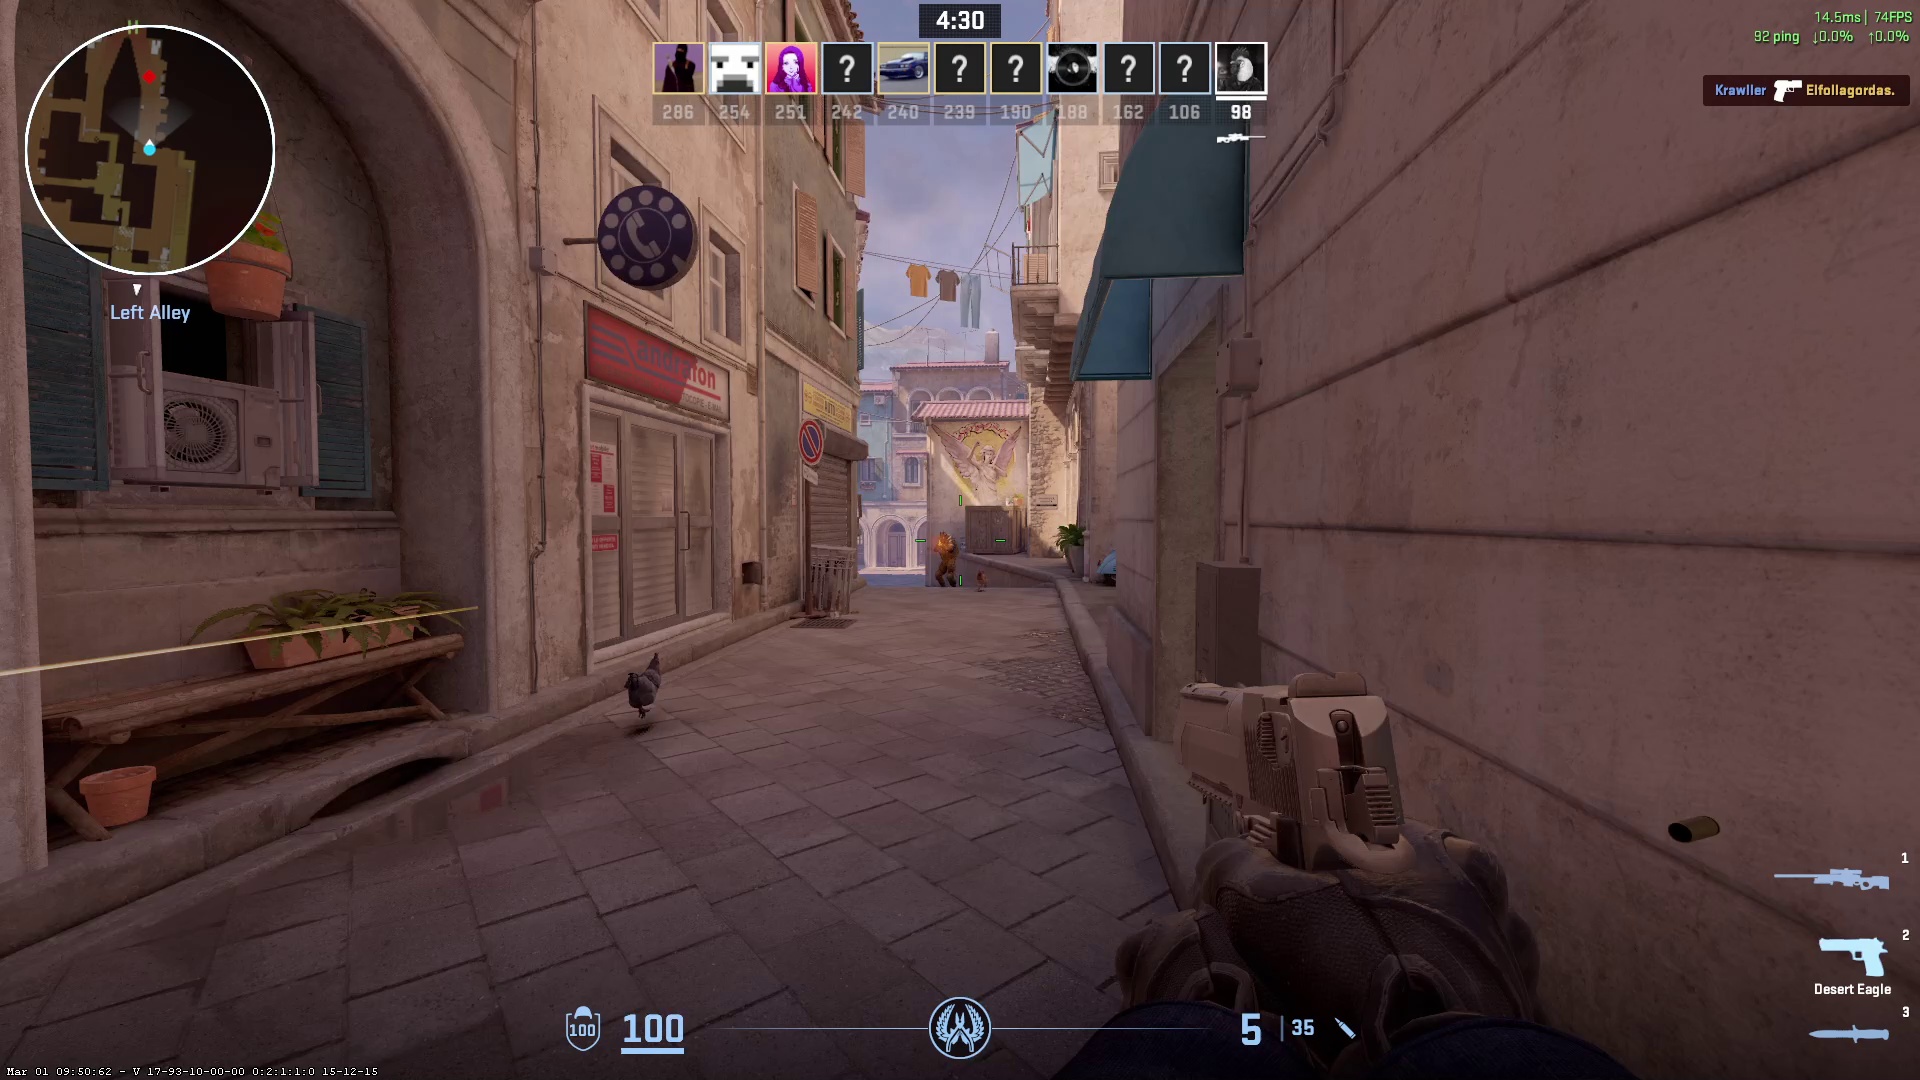 4:30
14.5ms | 74FPS
92 ping ↓0.0% ↑0.0%
? ? ? ? ?
286 254 251 242 240 239 190 188 162 106 98
Krawller Elfollagordas.
Left Alley
andrafon
1
2
Desert Eagle
3
100 100
5 | 35
Mar 01 09:50:62 - V 17-93-10-00-00 0:2:1:1:0 15-12-15